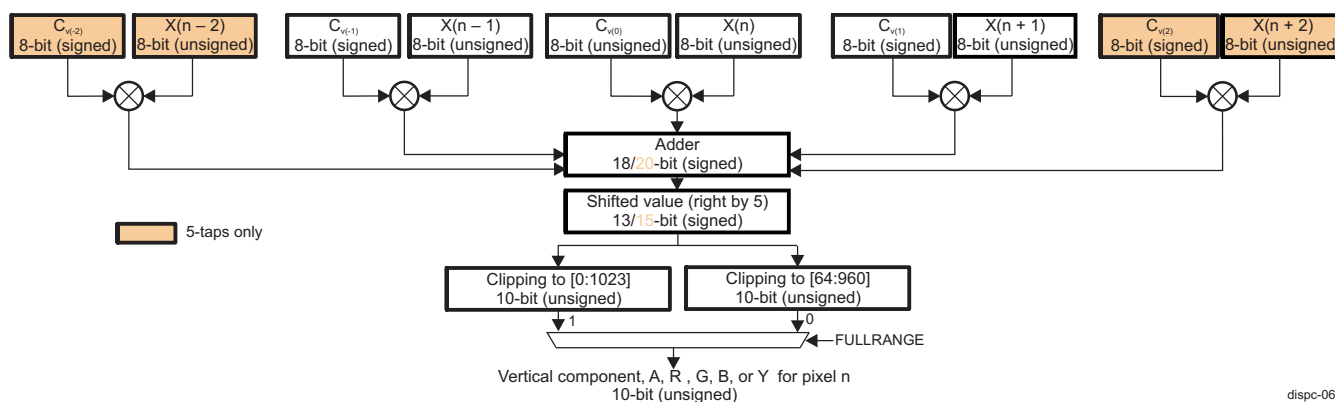 Cv(-2)
8-bit (signed)
X(n – 2)
8-bit (unsigned)
Cv(-1)
8-bit (signed)
X(n – 1)
8-bit (unsigned)
Cv(0)
8-bit (unsigned)
X(n)
8-bit (unsigned)
Cv(1)
8-bit (signed)
X(n + 1)
8-bit (unsigned)
Cv(2)
8-bit (signed)
X(n + 2)
8-bit (unsigned)
Adder
18/20-bit (signed)
Shifted value (right by 5)
13/15-bit (signed)
5-taps only
Clipping to [0:1023]
10-bit (unsigned)
Clipping to [64:960]
10-bit (unsigned)
1
0
FULLRANGE
Vertical component, A, R , G, B, or Y for pixel n
10-bit (unsigned)
dispc-06